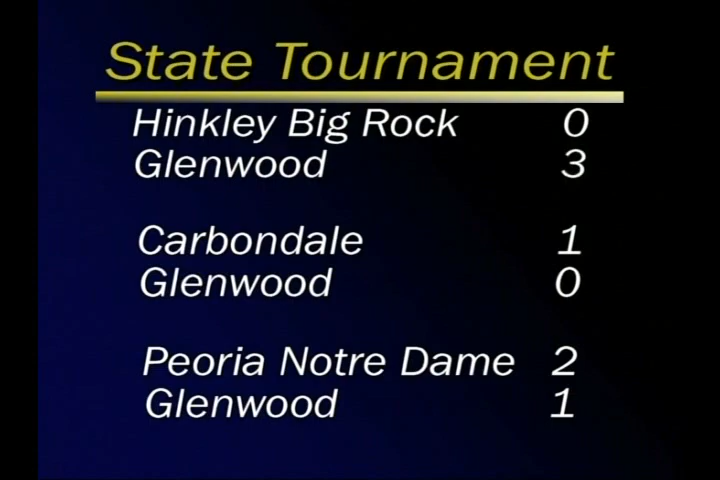 State Tournament
Hinkley Big Rock 0
Glenwood 3
Carbondale 1
Glenwood 0
Peoria Notre Dame 2
Glenwood 1